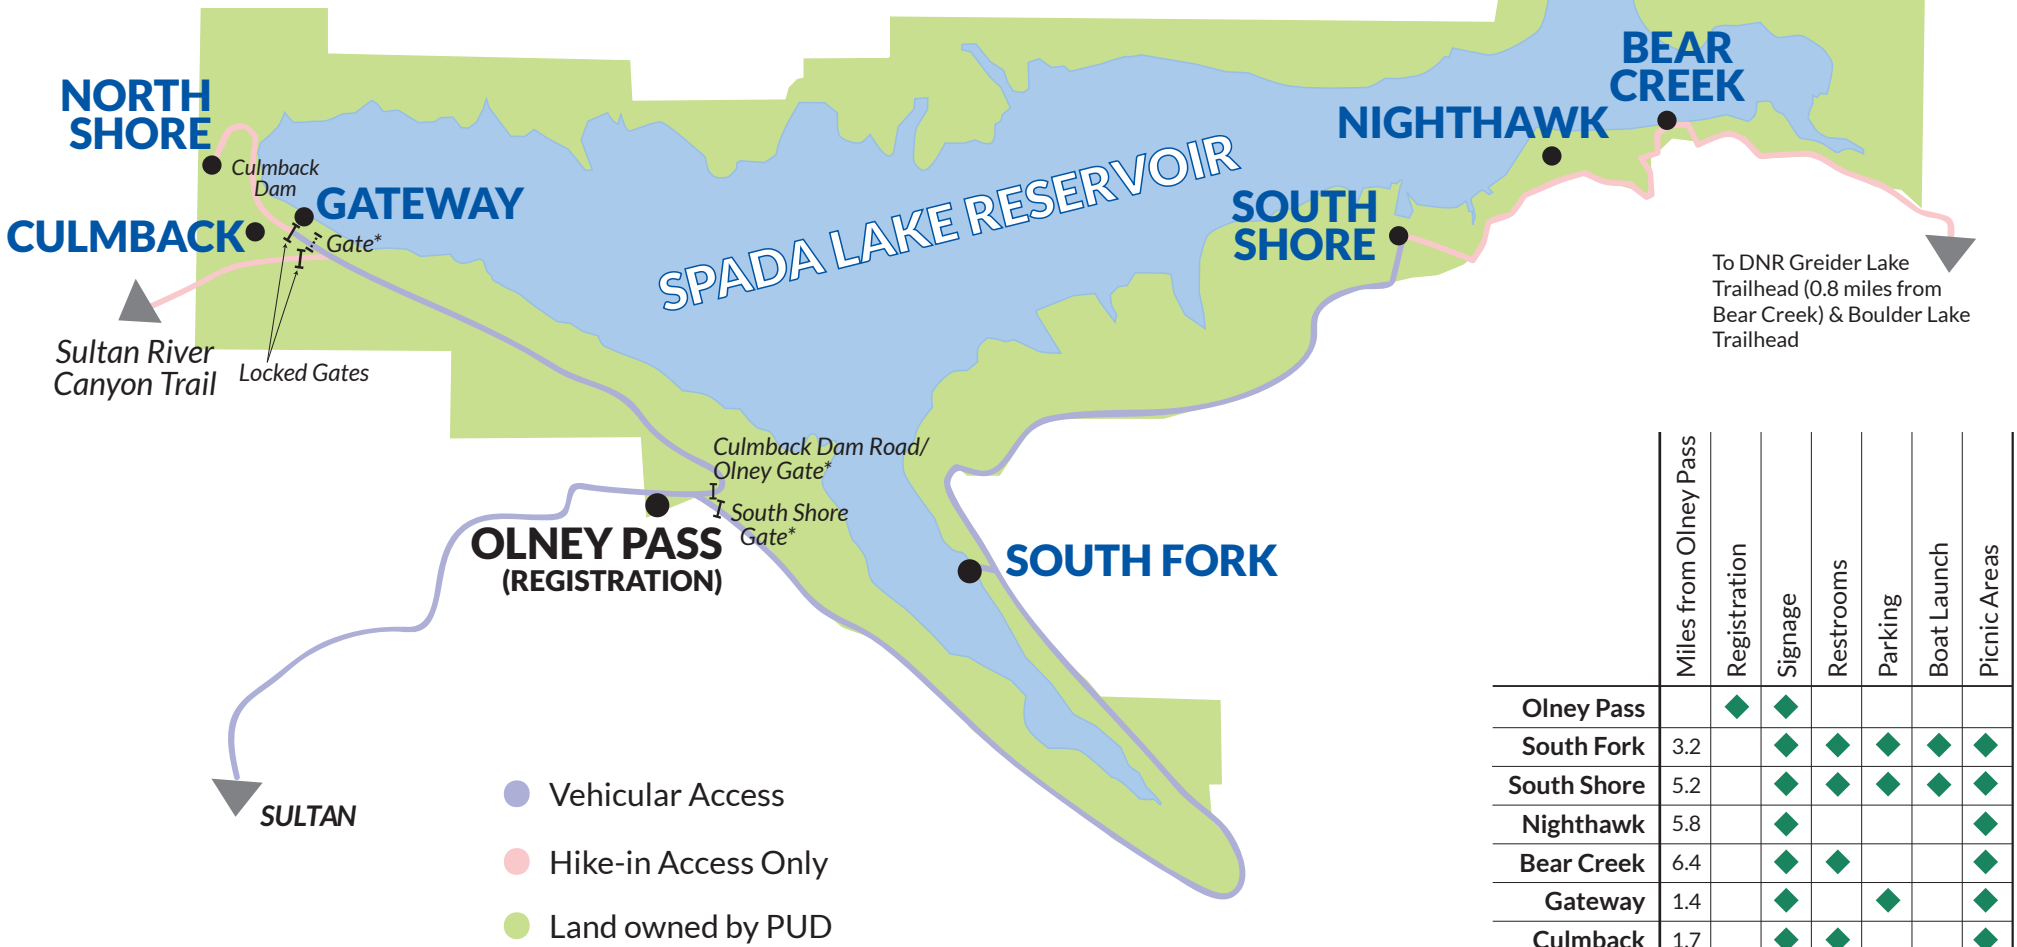 NORTH
SHORE
Culmback
Dam
GATEWAY
CULMBACK
Gate*
Sultan River
Canyon Trail
Locked Gates
SPADA LAKE RESERVOIR
BEAR
CREEK
NIGHTHAWK
SOUTH
SHORE
To DNR Greider Lake
Trailhead (0.8 miles from
Bear Creek) & Boulder Lake
Trailhead
Culmback Dam Road/
Olney Gate*
South Shore
Gate*
OLNEY PASS
(REGISTRATION)
SOUTH FORK
SULTAN
Vehicular Access
Hike-in Access Only
Land owned by PUD
Miles from Olney Pass
Registration
Signage
Restrooms
Parking
Boat Launch
Picnic Areas
Olney Pass
South Fork 3.2
South Shore 5.2
Nighthawk 5.8
Bear Creek 6.4
Gateway 1.4
Culmback 1.7